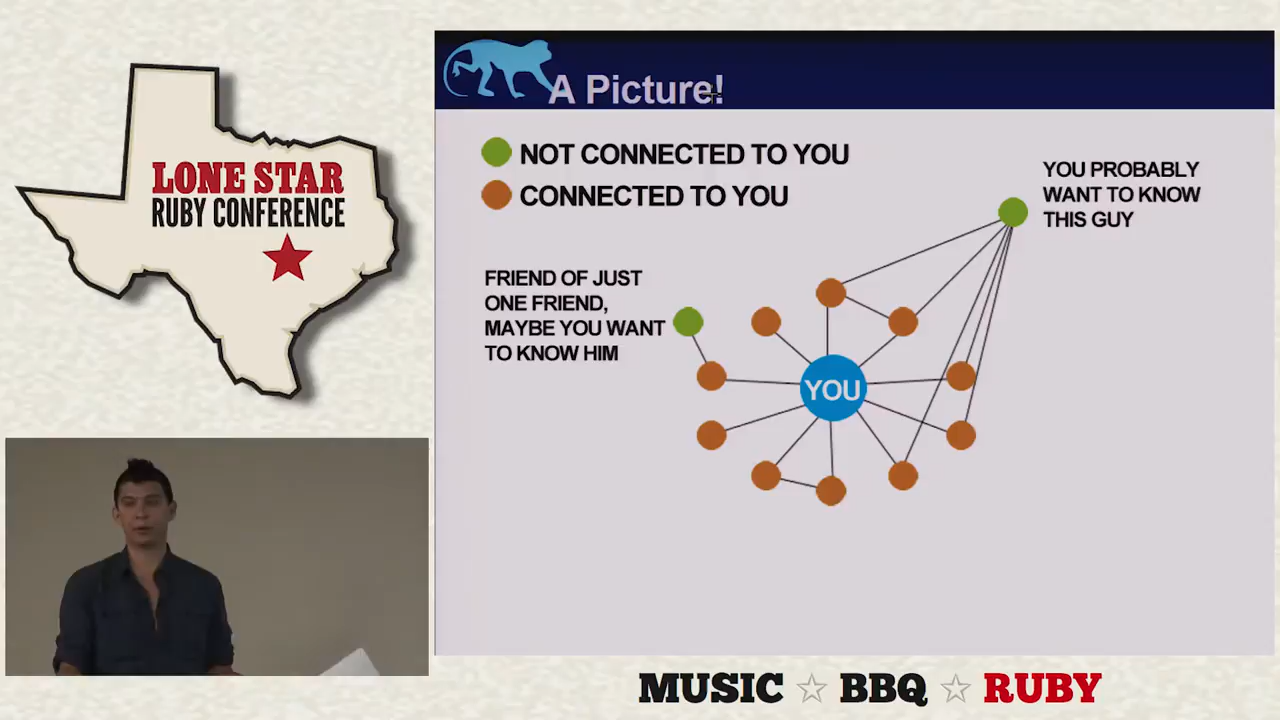 LONE STAR
RUBY CONFERENCE
A Picture!
NOT CONNECTED TO YOU
CONNECTED TO YOU
YOU PROBABLY
WANT TO KNOW
THIS GUY
FRIEND OF JUST
ONE FRIEND,
MAYBE YOU WANT
TO KNOW HIM
YOU
MUSIC ☆ BBQ ☆ RUBY